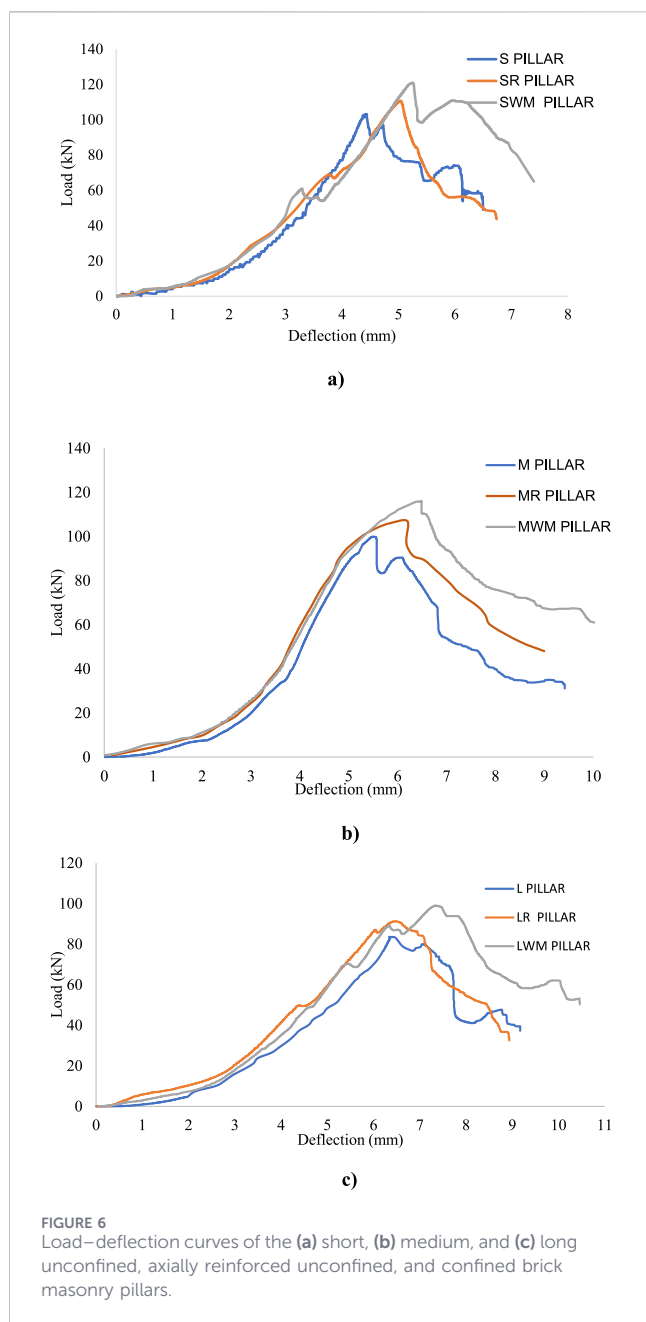 140
120
100
80
60
40
20
0
Load (kN)
S PILLAR
SR PILLAR
SWM PILLAR
0 1 2 3 4 5 6 7 8
Deflection (mm)
a)
140
120
100
80
60
40
20
0
Load (kN)
M PILLAR
MR PILLAR
MWM PILLAR
0 1 2 3 4 5 6 7 8 9 10
Deflection (mm)
b)
120
100
80
60
40
20
0
Load (kN)
L PILLAR
LR PILLAR
LWM PILLAR
0 1 2 3 4 5 6 7 8 9 10 11
Deflection (mm)
c)
FIGURE 6
Load–deflection curves of the (a) short, (b) medium, and (c) long
unconfined, axially reinforced unconfined, and confined brick
masonry pillars.